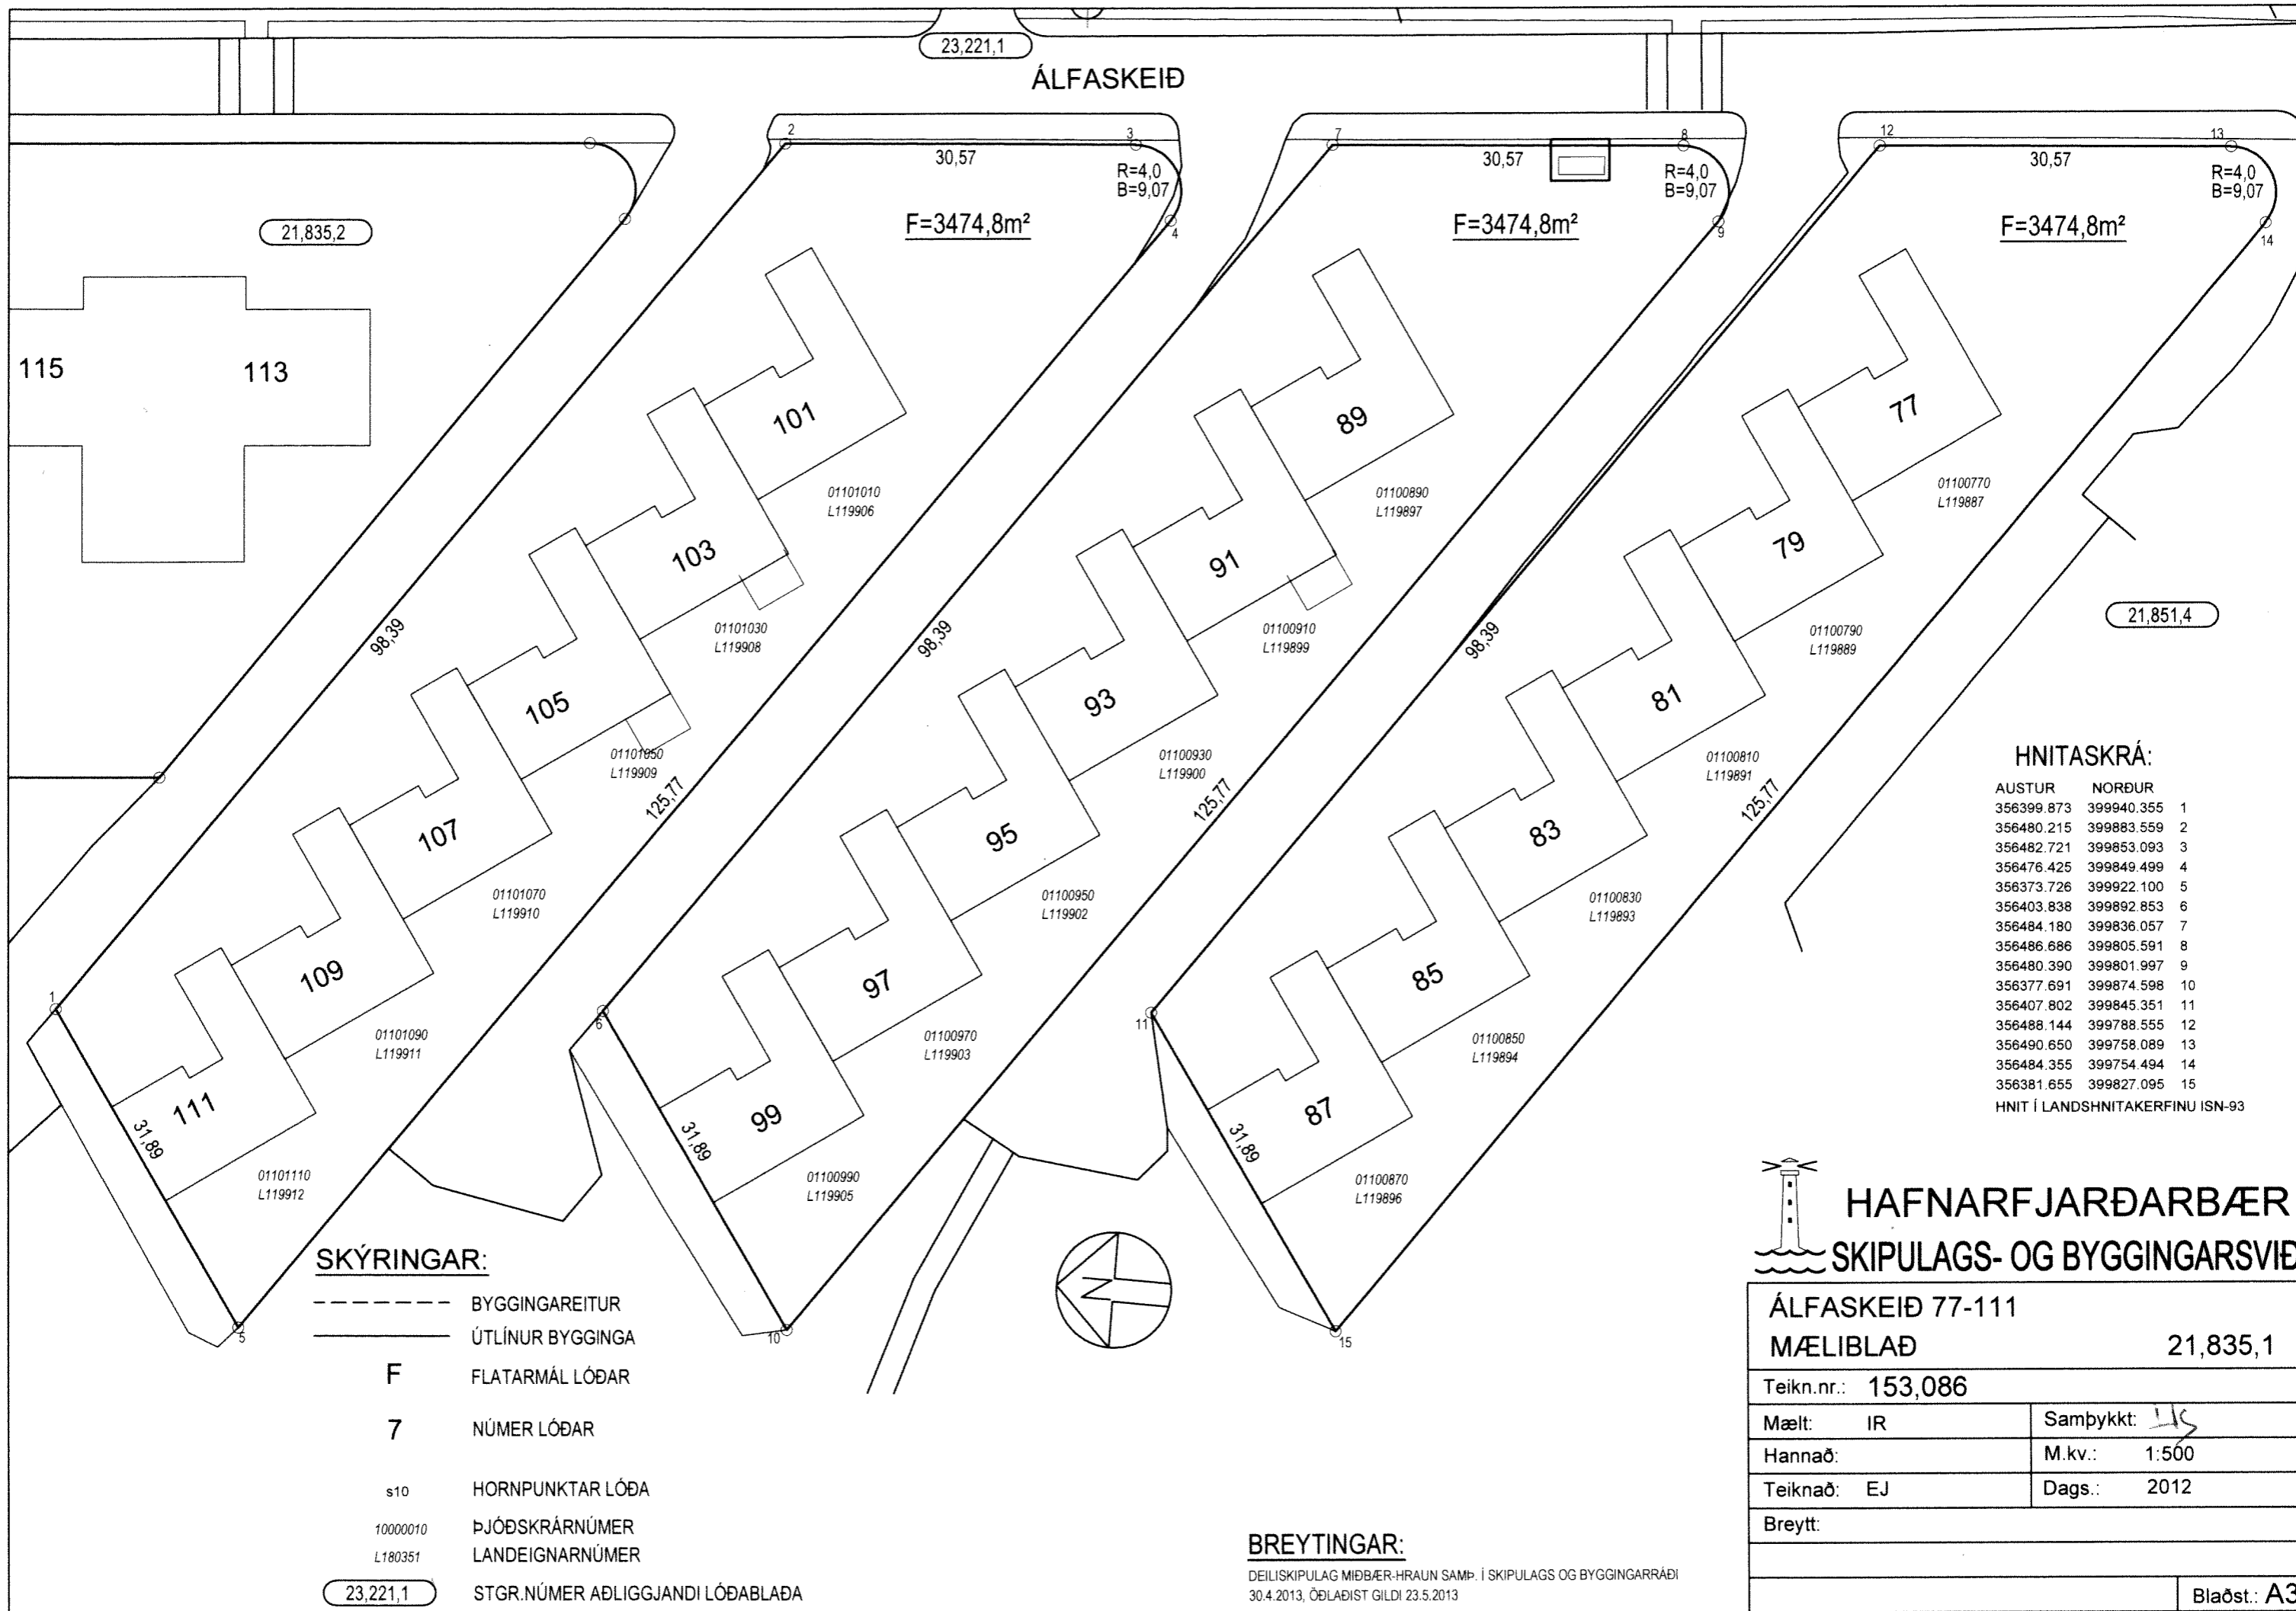 23,221,1
ÁLFASKEIÐ
2
3
7
8
12
13
30,57
30,57
30,57
R=4,0
B=9,07
R=4,0
B=9,07
R=4,0
B=9,07
21,835,2
F=3474,8m²
F=3474,8m²
F=3474,8m²
4
9
14
115
113
101
89
77
01101010
L119906
01100890
L119897
01100770
L119887
103
91
79
01101030
L119908
01100910
L119899
01100790
L119889
21,851,4
98,39
98,39
98,39
105
93
81
01101050
L119909
01100930
L119900
01100810
L119891
125,77
125,77
125,77
107
95
83
01101070
L119910
01100950
L119902
01100830
L119893
109
97
85
1
6
11
01101090
L119911
01100970
L119903
01100850
L119894
111
99
87
31,89
31,89
31,89
01101110
L119912
01100990
L119905
01100870
L119896
5
10
15
N
HNITASKRÁ:
AUSTUR NORÐUR
356399.873 399940.355 1
356480.215 399883.559 2
356482.721 399853.093 3
356476.425 399849.499 4
356373.726 399922.100 5
356403.838 399892.853 6
356484.180 399836.057 7
356486.686 399805.591 8
356480.390 399801.997 9
356377.691 399874.598 10
356407.802 399845.351 11
356488.144 399788.555 12
356490.650 399758.089 13
356484.355 399754.494 14
356381.655 399827.095 15
HNIT Í LANDSHNITAKERFINU ISN-93
SKÝRINGAR:
BYGGINGAREITUR
ÚTLÍNUR BYGGINGA
F FLATARMÁL LÓÐAR
7 NÚMER LÓÐAR
s10 HORNPUNKTAR LÓÐA
10000010 ÞJÓÐSKRÁRNÚMER
L180351 LANDEIGNARNÚMER
23,221,1 STGR.NÚMER AÐLIGGJANDI LÓÐABLAÐA
BREYTINGAR:
DEILISKIPULAG MIÐBÆR-HRAUN SAMÞ. Í SKIPULAGS OG BYGGINGARRÁÐI
30.4.2013, ÖÐLAÐIST GILDI 23.5.2013
HAFNARFJARÐARBÆR
SKIPULAGS- OG BYGGINGARSVIÐ
ÁLFASKEIÐ 77-111
MÆLIBLAÐ 21,835,1
Teikn.nr.: 153,086
Mælt: IR Samþykkt:
Hannað: M.kv.: 1:500
Teiknað: EJ Dags.: 2012
Breytt:
Blaðst.: A3